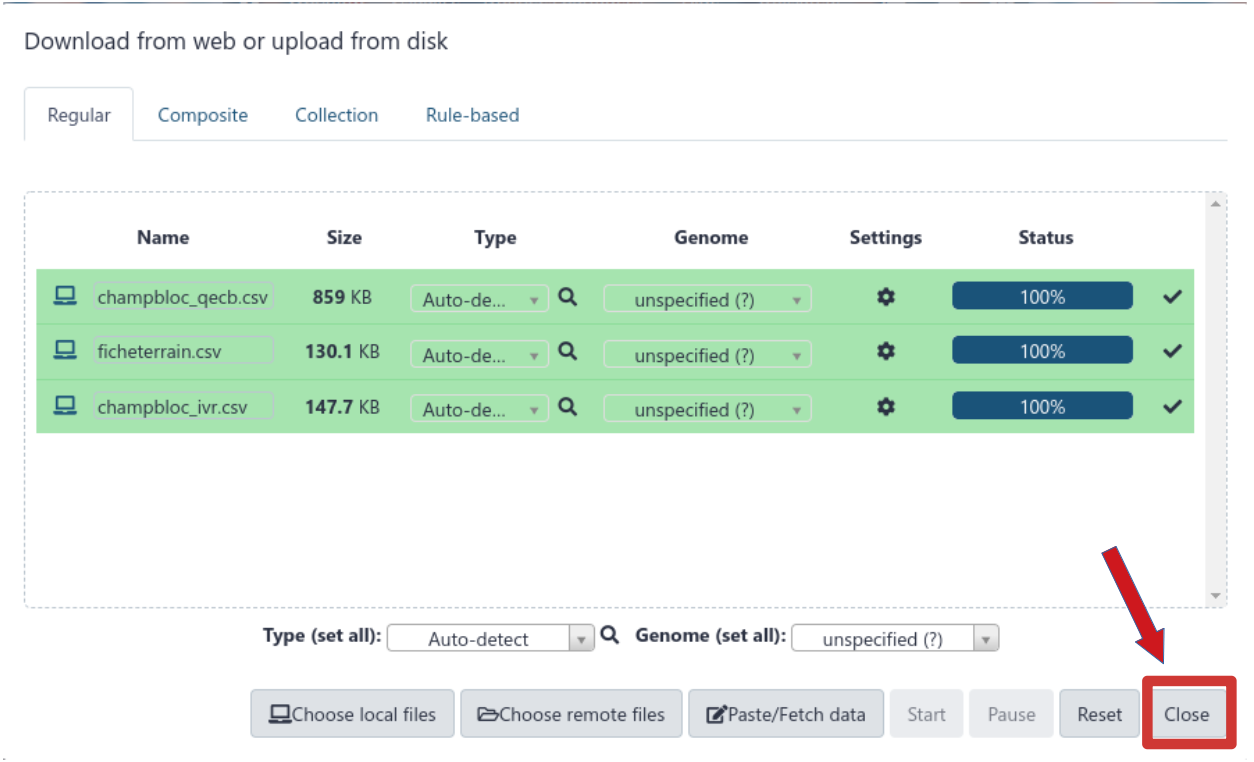 Download from web or upload from disk
Regular Composite Collection Rule-based
Name Size Type Genome Settings Status
champbloc_qecb.csv 859 KB Auto-de... unspecified (?) 100%
ficheterrain.csv 130.1 KB Auto-de... unspecified (?) 100%
champbloc_ivr.csv 147.7 KB Auto-de... unspecified (?) 100%
Type (set all): Auto-detect Genome (set all): unspecified (?)
Choose local files Choose remote files Paste/Fetch data Start Pause Reset Close